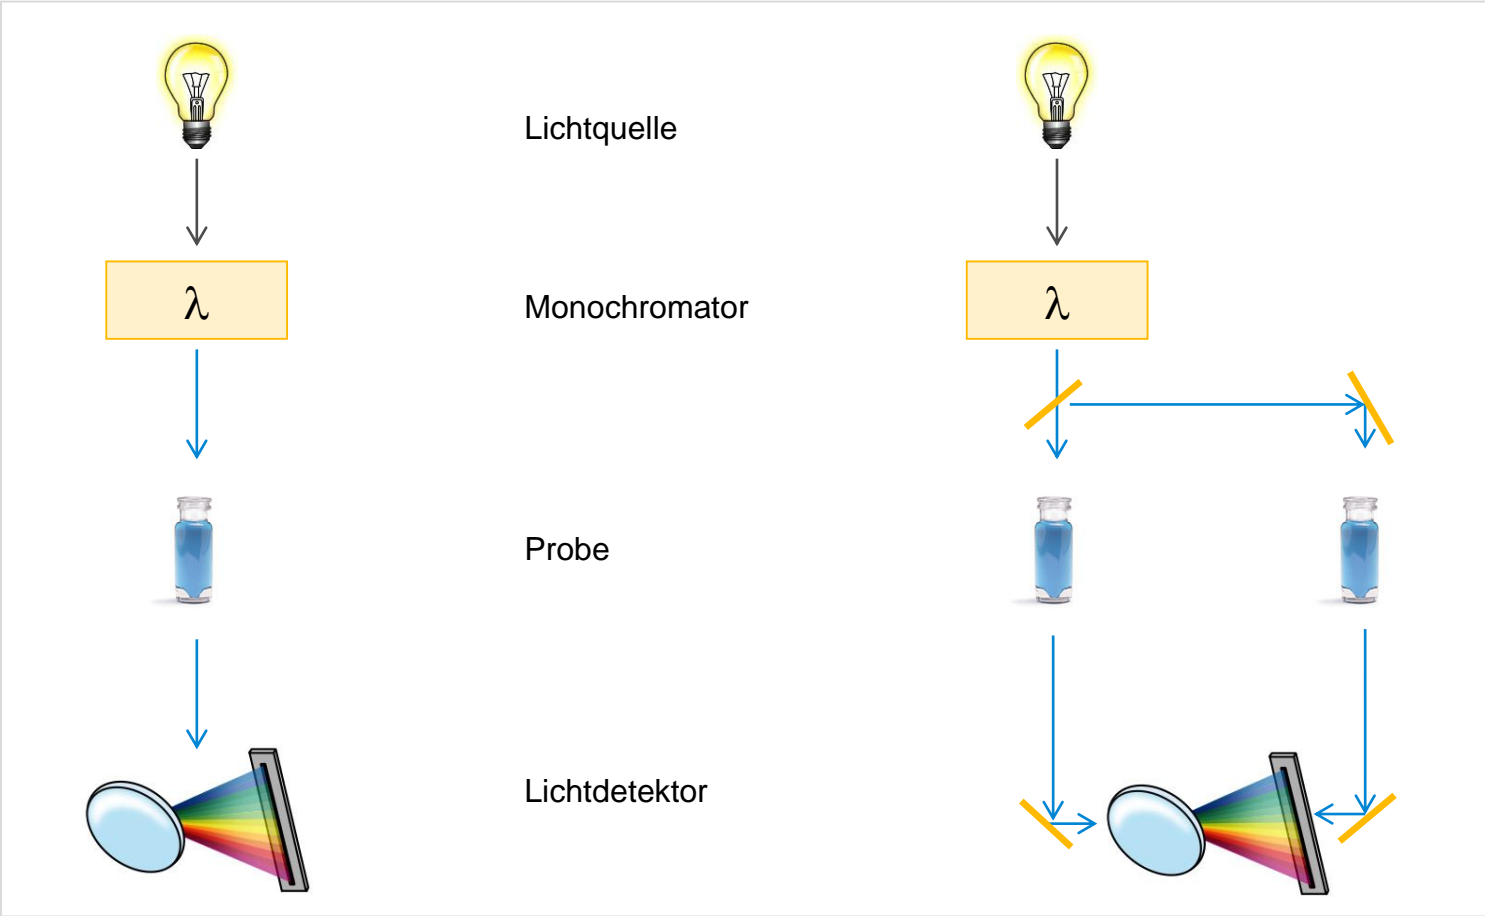 Lichtquelle
λ
Monochromator
λ
Probe
Lichtdetektor